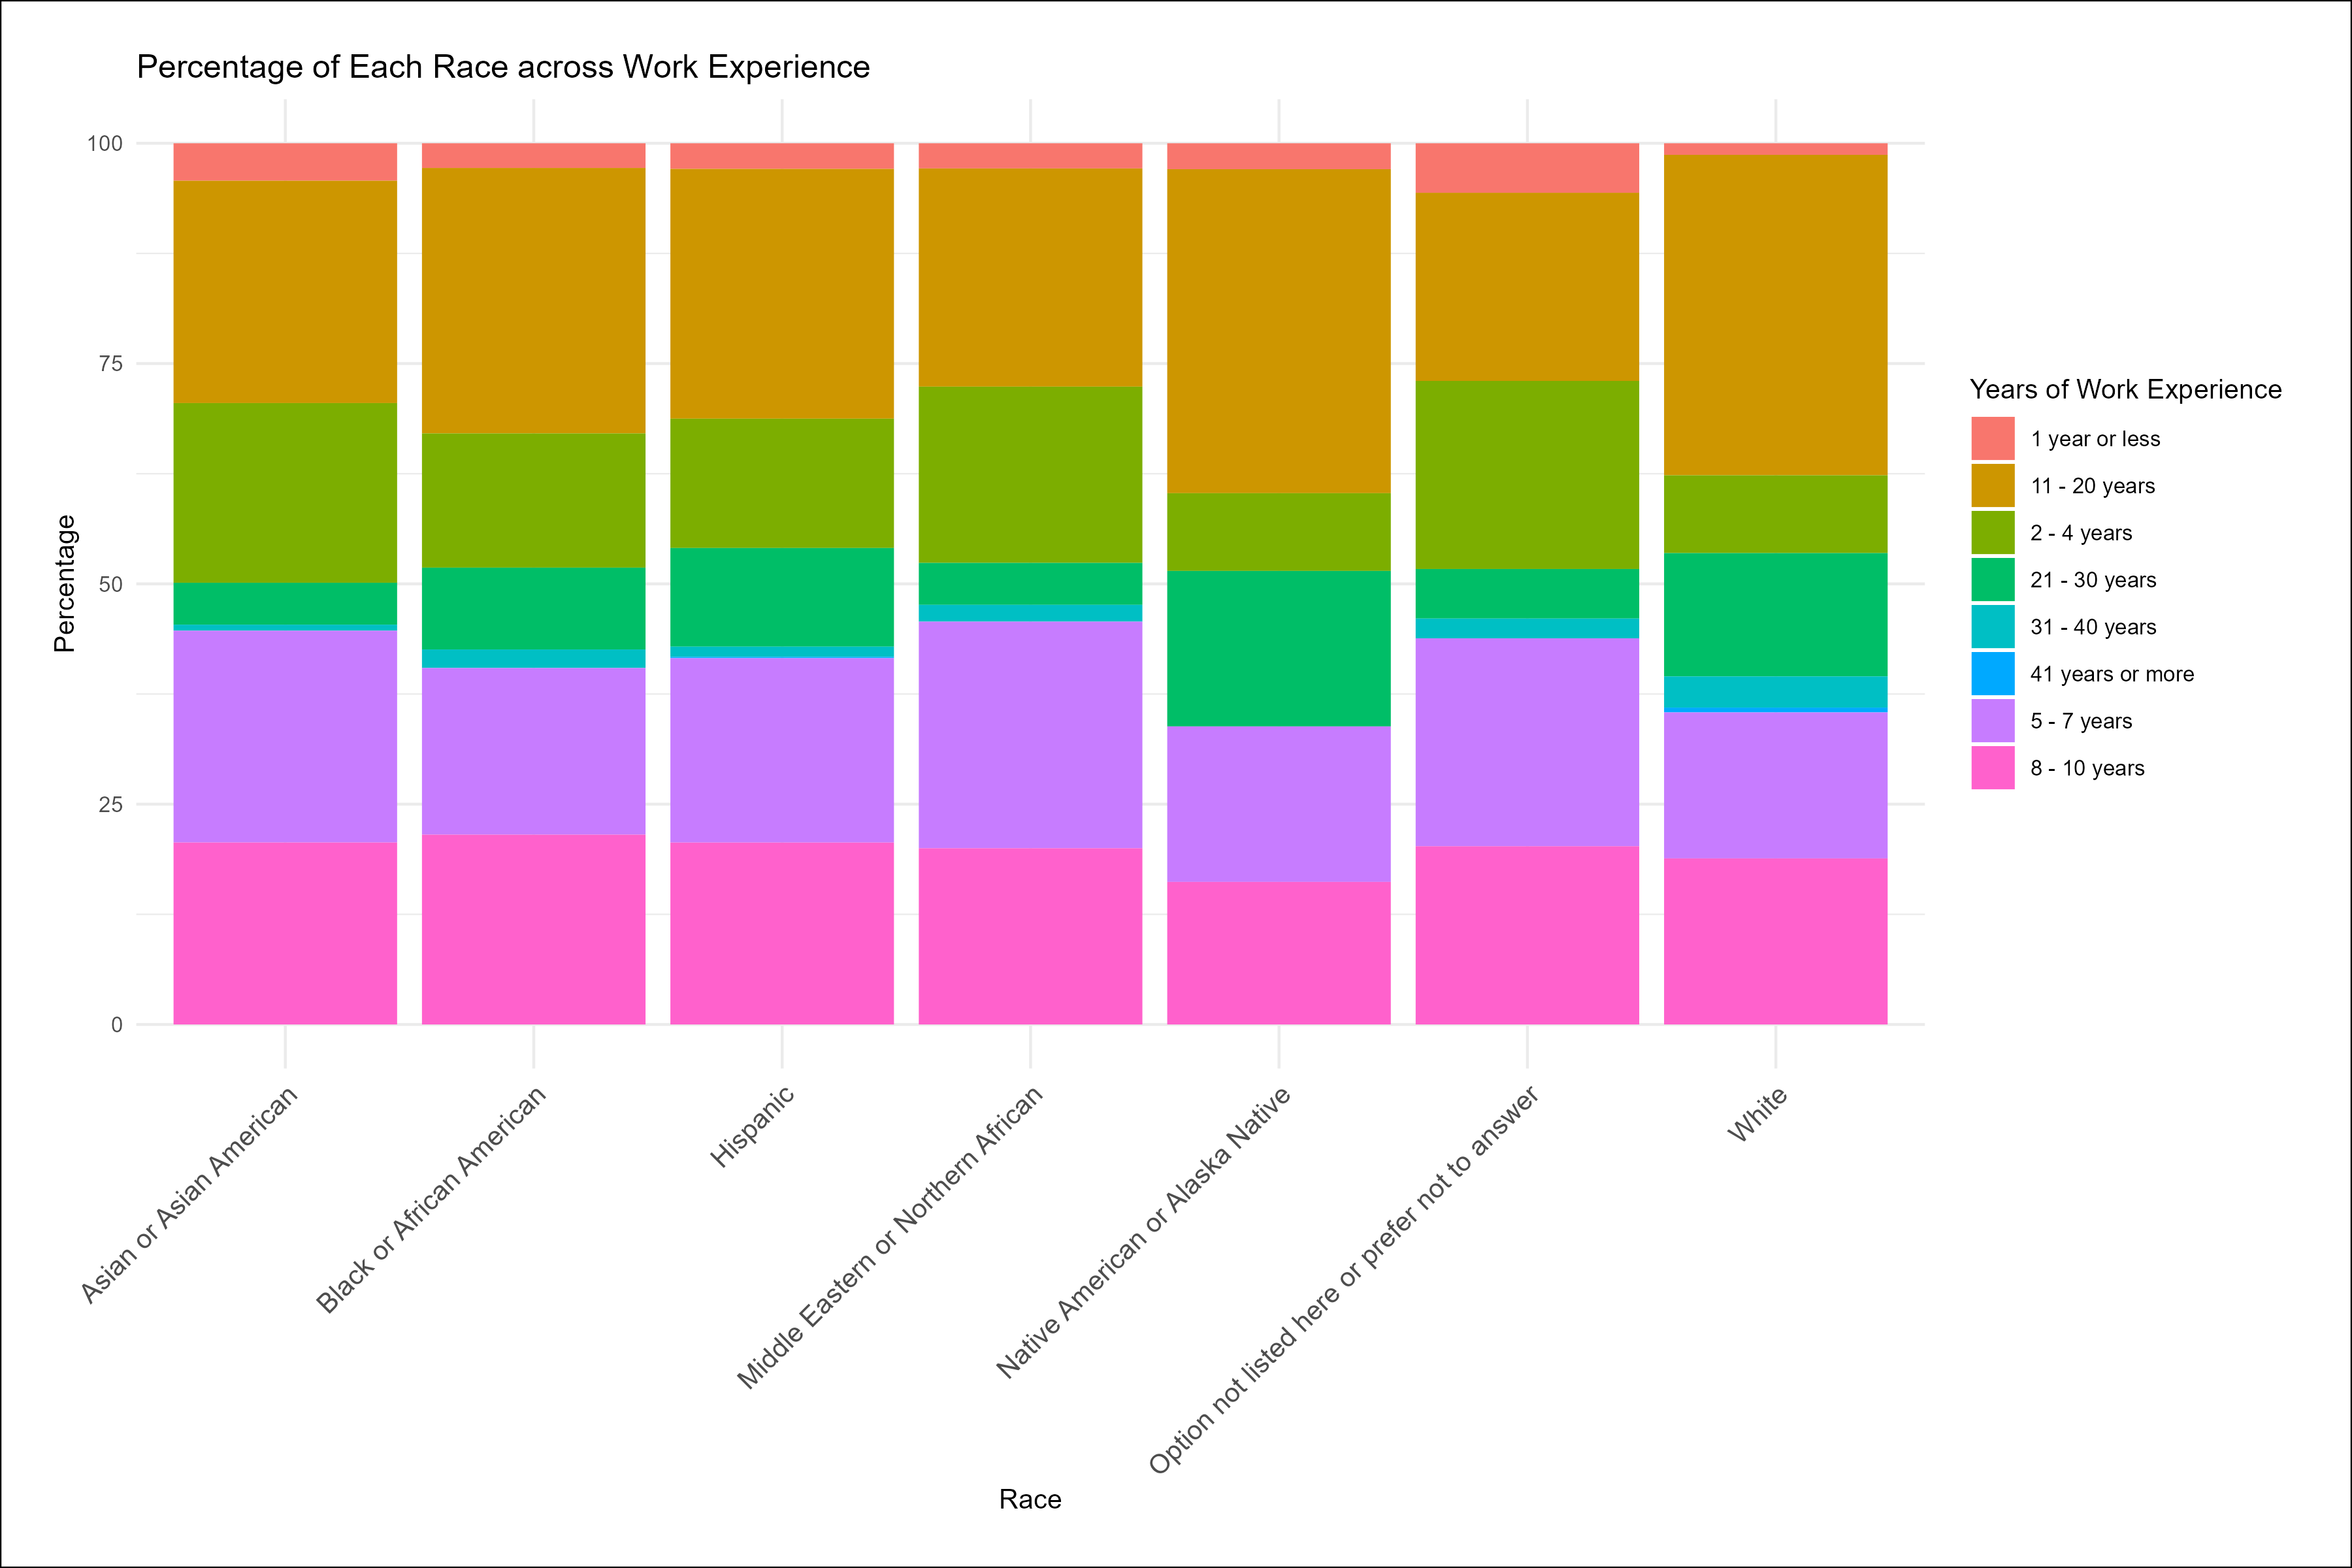 Percentage of Each Race across Work Experience
100
75
50
25
0
Percentage
Asian or Asian American
Black or African American
Hispanic
Middle Eastern or Northern African
Native American or Alaska Native
Option not listed here or prefer not to answer
White
Race
Years of Work Experience
1 year or less
11 - 20 years
2 - 4 years
21 - 30 years
31 - 40 years
41 years or more
5 - 7 years
8 - 10 years